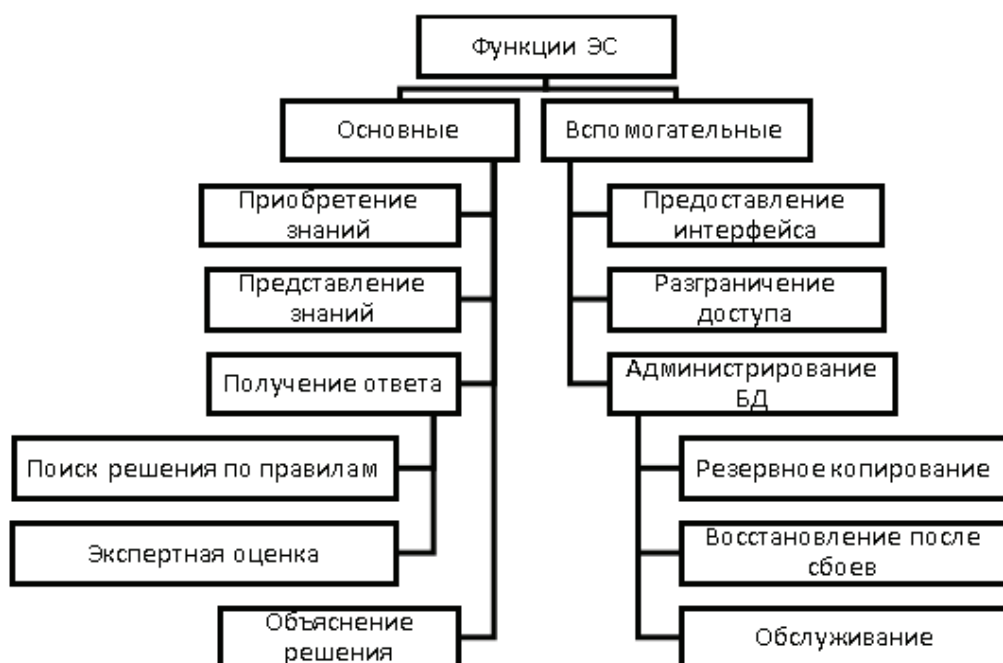 Функции ЭС
Основные
Вспомогательные
Приобретение
знаний
Предоставление
интерфейса
Представление
знаний
Разграничение
доступа
Получение ответа
Администрирование
БД
Поиск решения по правилам
Резервное копирование
Экспертная оценка
Восстановление после
сбоев
Объяснение
решения
Обслуживание